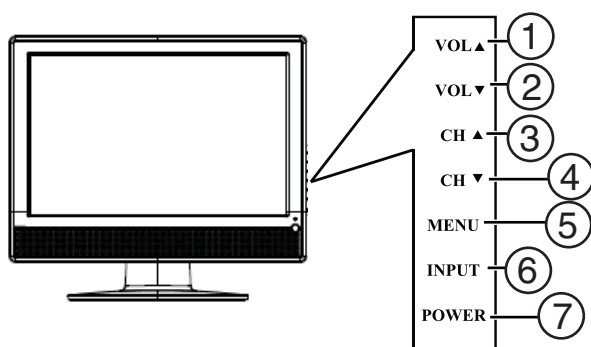 VOL▲ ①
VOL▼ ②
CH ▲ ③
CH ▼ ④
MENU ⑤
INPUT ⑥
POWER ⑦